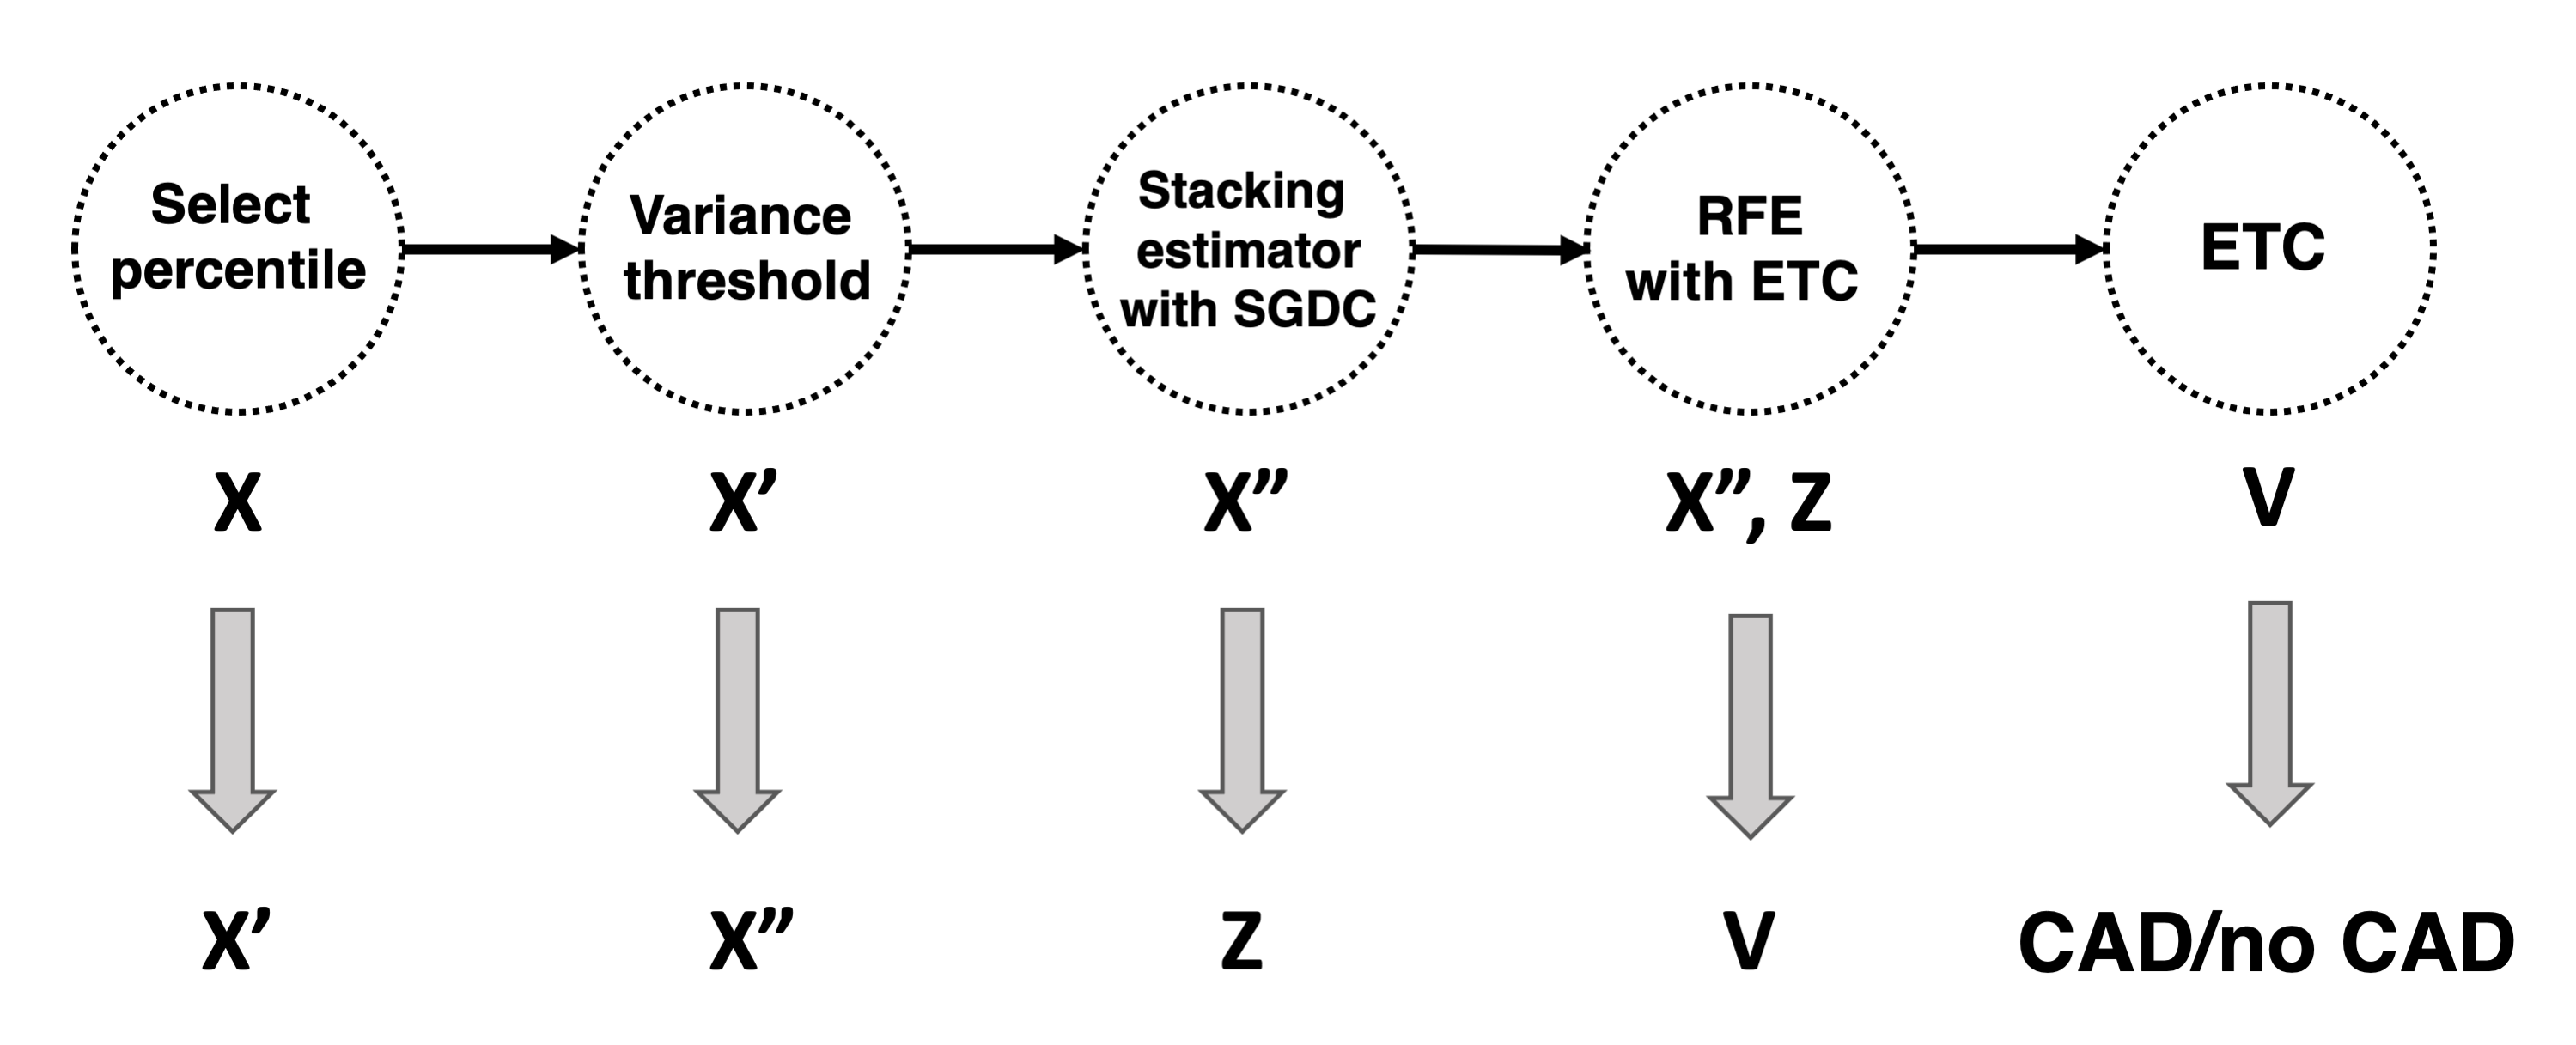 Select
percentile
Variance
threshold
Stacking
estimator
with SGDC
RFE
with ETC
ETC
X
X’
X”
X”, Z
V
X’
X”
Z
V
CAD/no CAD